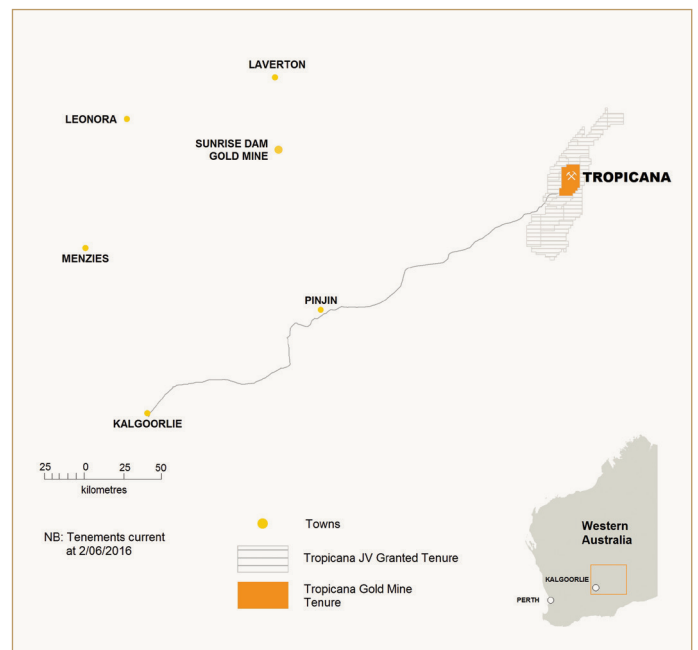 LAVERTON
LEONORA
SUNRISE DAM
GOLD MINE
TROPICANA
MENZIES
PINJIN
KALGOORLIE
25 0 25 50
kilometres
NB: Tenements current
at 2/06/2016
Towns
Tropicana JV Granted Tenure
Tropicana Gold Mine
Tenure
Western
Australia
KALGOORLIE
PERTH